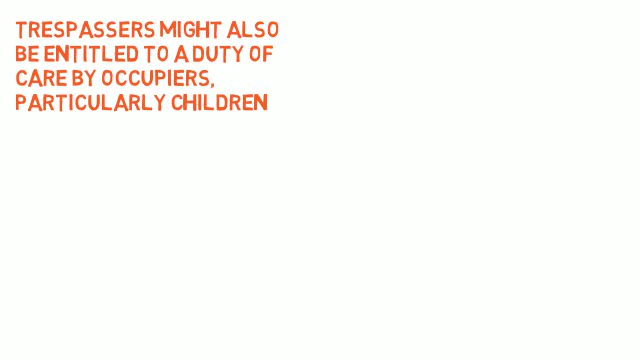 TRESPASSERS MIGHT ALSO
BE ENTITLED TO A DUTY OF
CARE BY OCCUPIERS,
PARTICULARLY CHILDREN